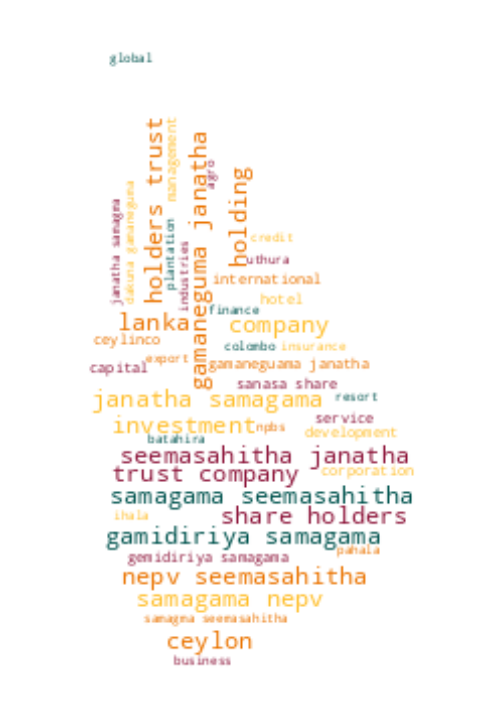 global
holders trust
management
gamaneguma janatha
agro
holding
janatha samagma
dakuna gamaneguma
plantation
industries
credit
uthura
international
hotel
finance
lanka
company
ceylinco
colombo
insurance
export
gamaneguama janatha
capital
sanasa share
janatha samagama
resort
investment
npbs
service
development
batahira
seemasahitha janatha
trust company
corporation
samagama seemasahitha
ihala
share holders
gamidiriya samagama
pahala
gemidiriya samagama
nepv seemasahitha
samagama nepv
samagma seemasahitha
ceylon
business